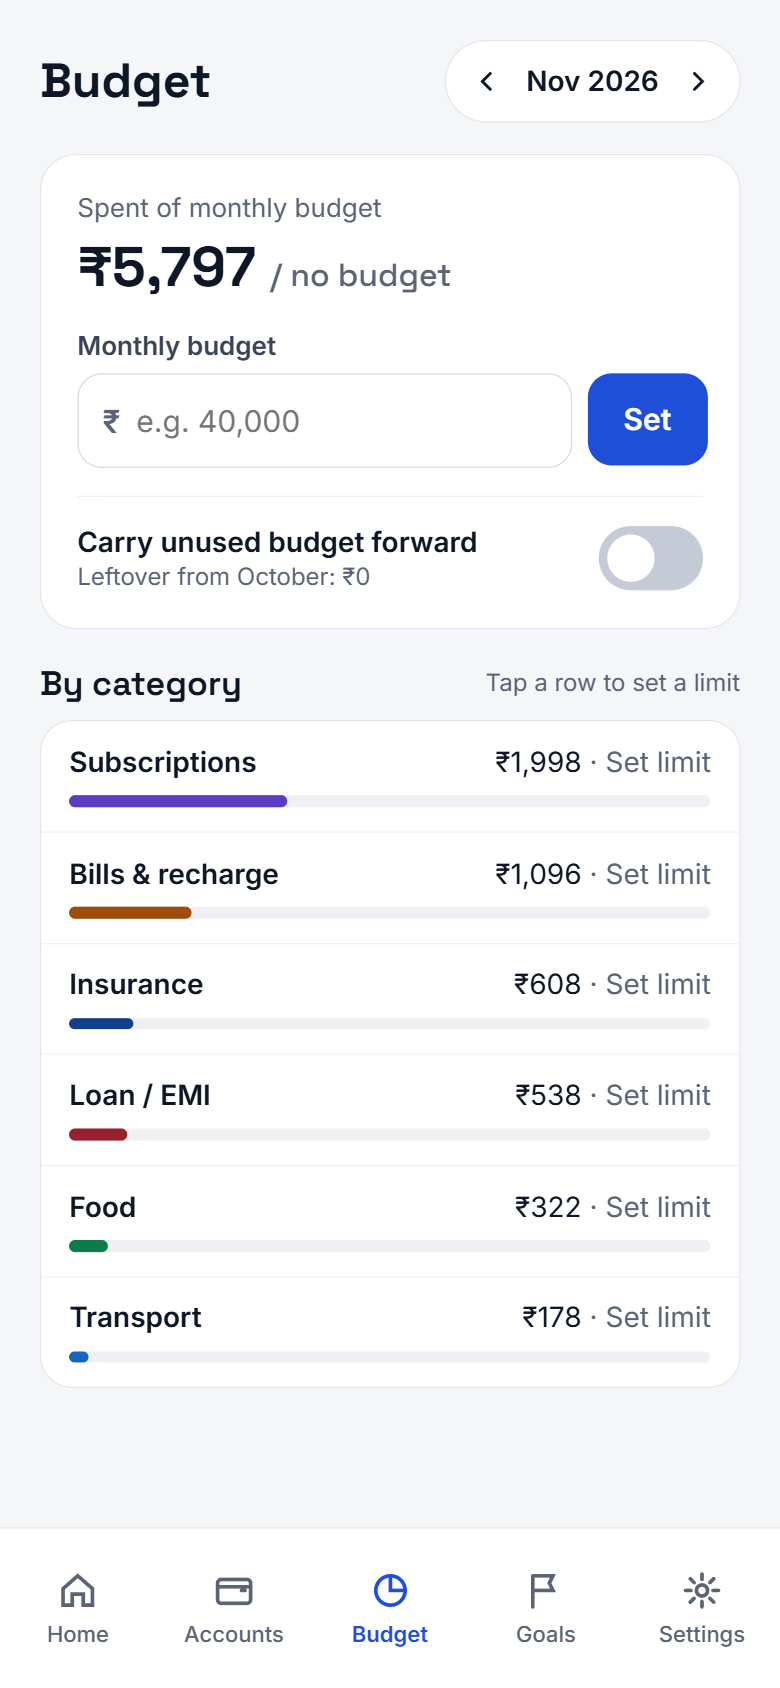 Budget
Nov 2026
Spent of monthly budget
₹5,797 / no budget
Monthly budget
₹ e.g. 40,000
Set
Carry unused budget forward
Leftover from October: ₹0
By category
Tap a row to set a limit
Subscriptions
₹1,998 · Set limit
Bills & recharge
₹1,096 · Set limit
Insurance
₹608 · Set limit
Loan / EMI
₹538 · Set limit
Food
₹322 · Set limit
Transport
₹178 · Set limit
Home
Accounts
Budget
Goals
Settings